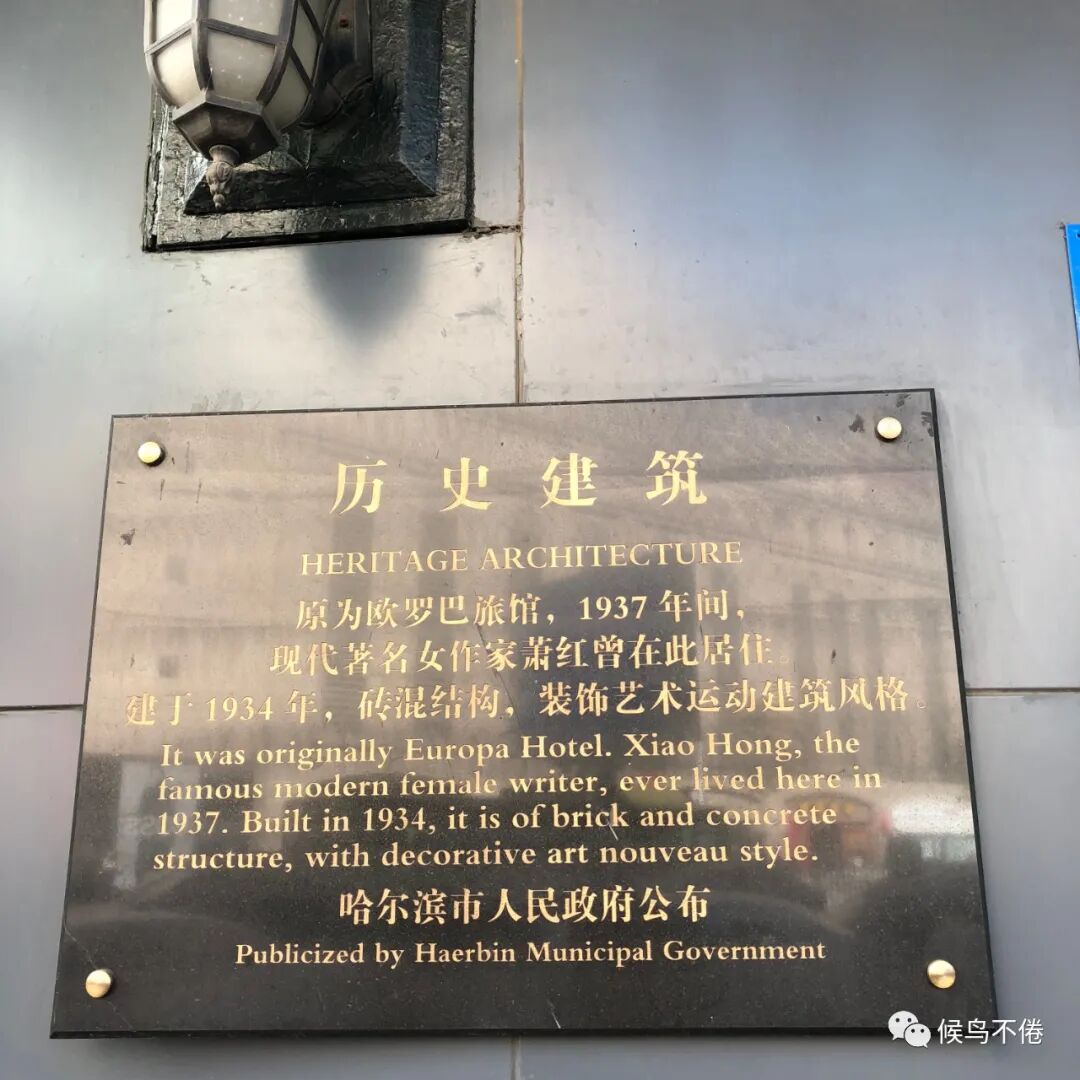 历史建筑
HERITAGE ARCHITECTURE
原为欧罗巴旅馆，1937年间，
现代著名女作家萧红曾在此居住。
建于1934年，砖混结构，装饰艺术运动建筑风格。
It was originally Europa Hotel. Xiao Hong, the
famous modern female writer, ever lived here in
1937. Built in 1934, it is of brick and concrete
structure, with decorative art nouveau style.
哈尔滨市人民政府公布
Publicized by Haerbin Municipal Government
候鸟不倦